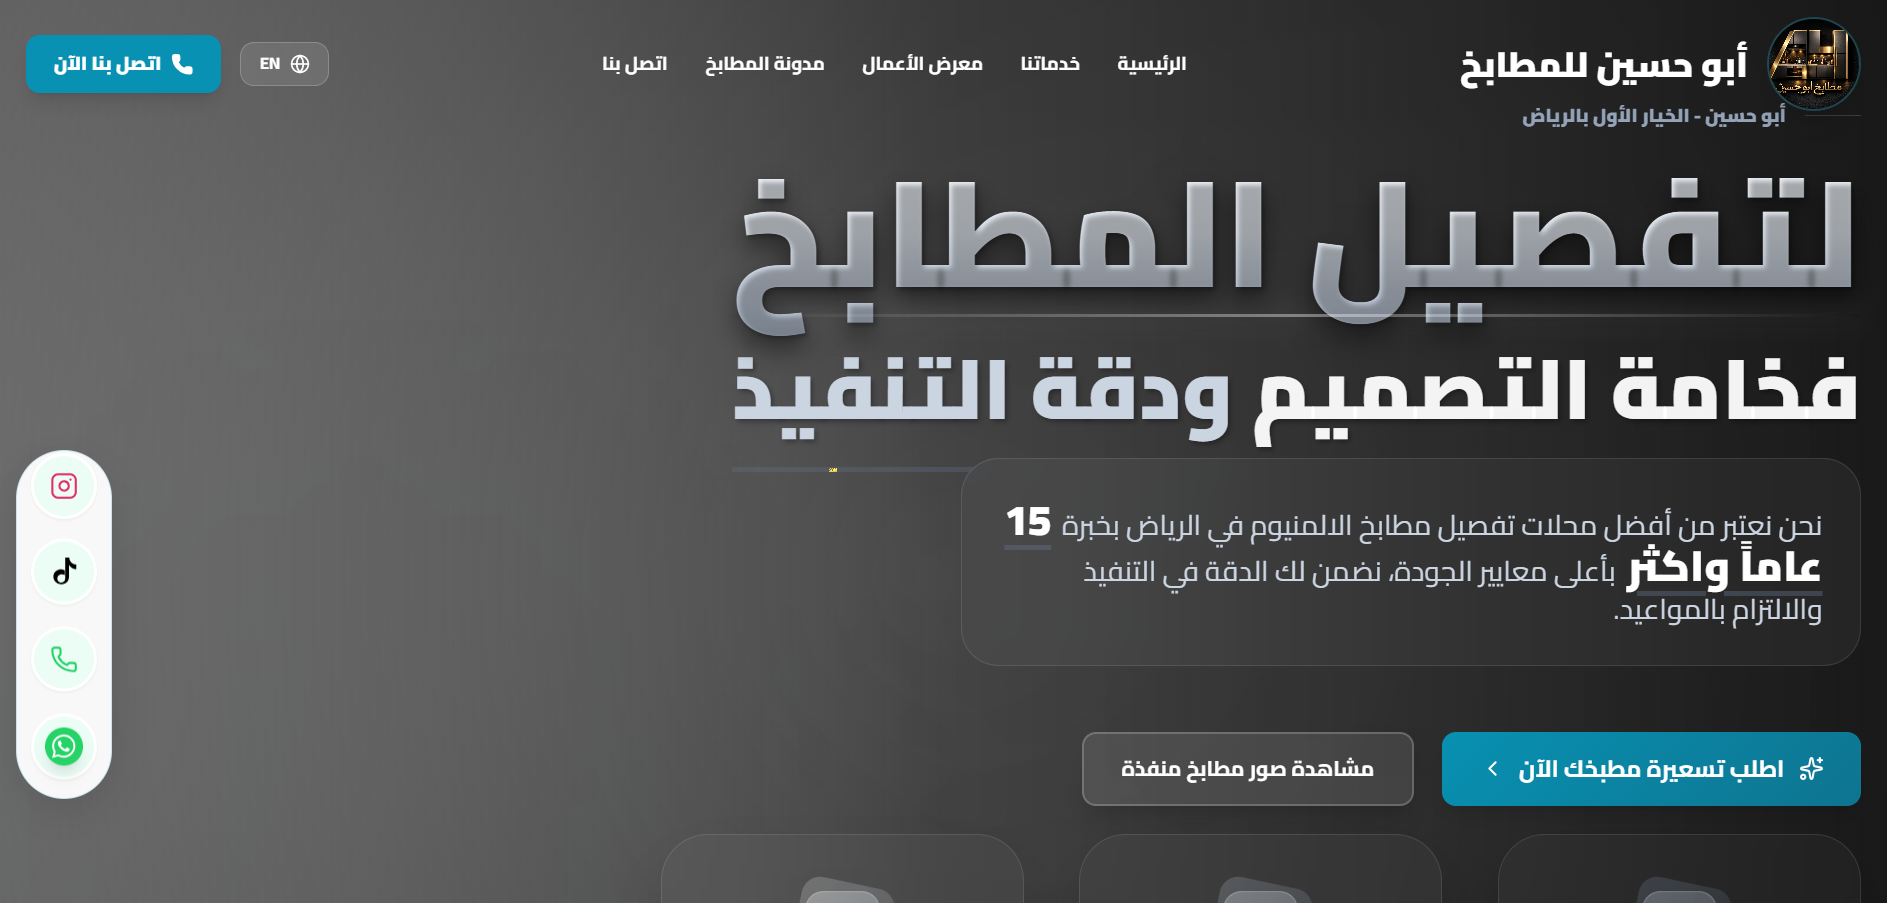 أبو حسين للمطابخ
مطابخ ابوحسين
الرئيسية
خدماتنا
معرض الأعمال
مدونة المطابخ
اتصل بنا
EN
اتصل بنا الآن
أبو حسين - الخيار الأول بالرياض
لتفصيل المطابخ
فخامة التصميم ودقة التنفيذ
نحن نعتبر من أفضل محلات تفصيل مطابخ الالمنيوم في الرياض بخبرة 15
عاماً واكثر بأعلى معايير الجودة، نضمن لك الدقة في التنفيذ
والالتزام بالمواعيد.
اطلب تسعيرة مطبخك الآن
مشاهدة صور مطابخ منفذة